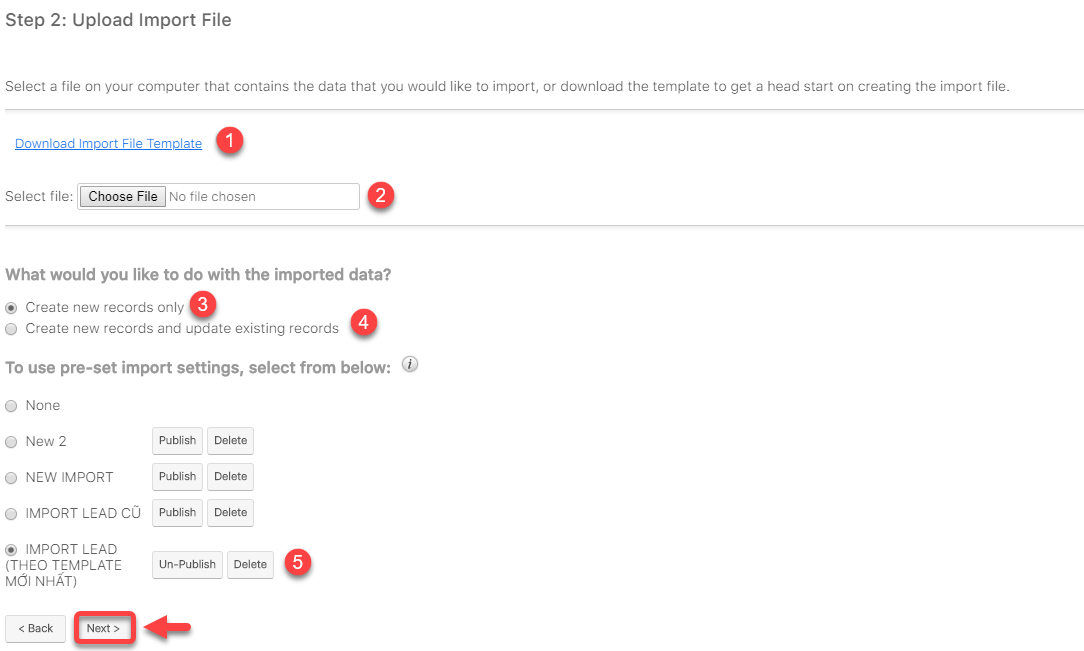 Step 2: Upload Import File
Select a file on your computer that contains the data that you would like to import, or download the template to get a head start on creating the import file.
Download Import File Template 1
Select file: Choose File No file chosen 2
What would you like to do with the imported data?
Create new records only 3
Create new records and update existing records 4
To use pre-set import settings, select from below: i
None
New 2 Publish Delete
NEW IMPORT Publish Delete
IMPORT LEAD CŨ Publish Delete
IMPORT LEAD
(THEO TEMPLATE Un-Publish Delete 5
MỚI NHẤT)
< Back Next >